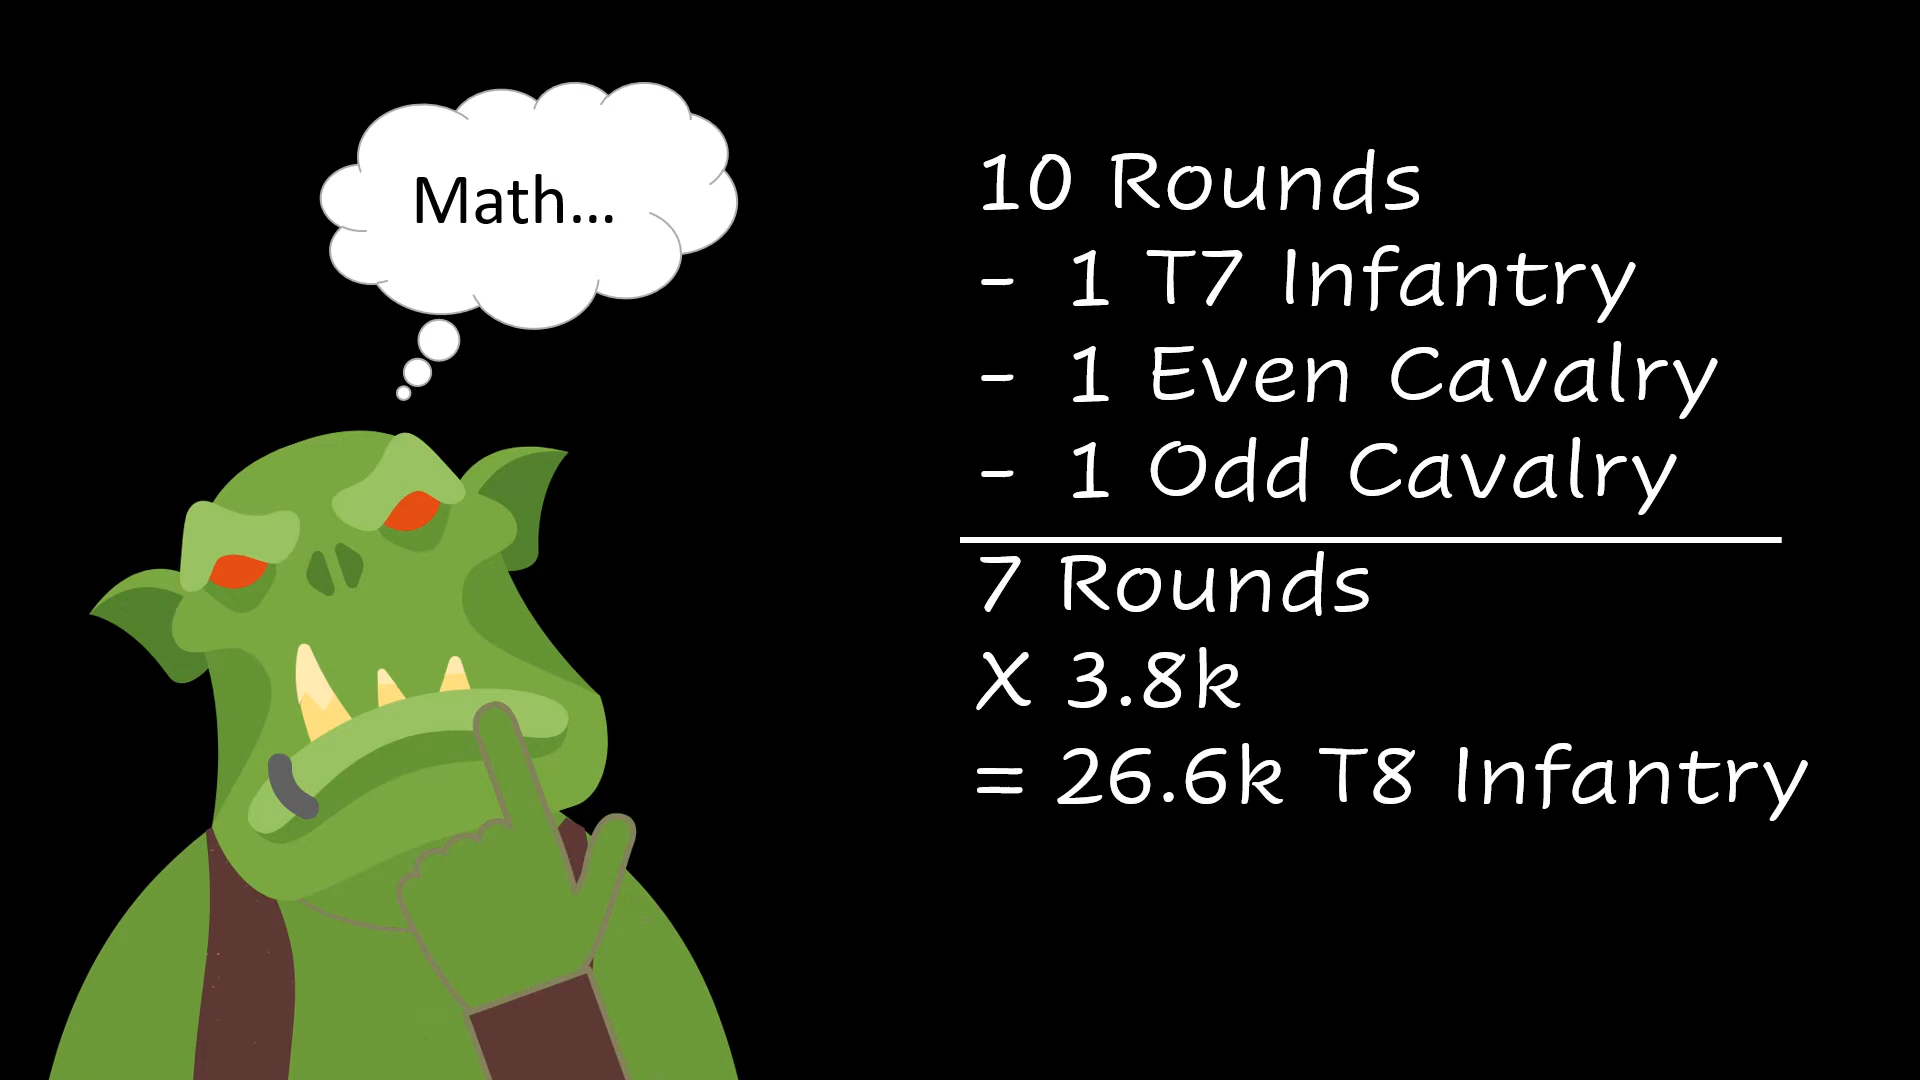 Math...
10 Rounds
- 1 T7 Infantry
- 1 Even Cavalry
- 1 Odd Cavalry
7 Rounds
X 3.8k
= 26.6k T8 Infantry